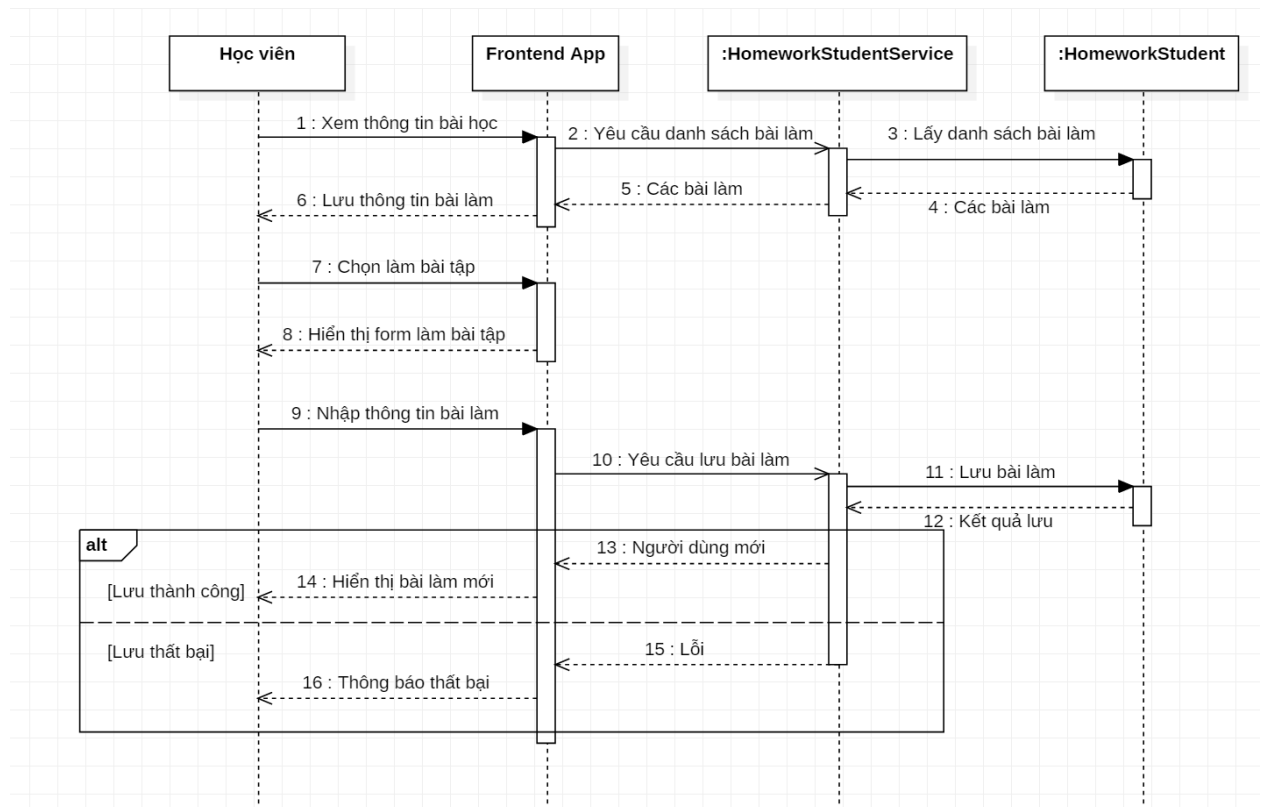 Học viên
Frontend App
:HomeworkStudentService
:HomeworkStudent
1 : Xem thông tin bài học
2 : Yêu cầu danh sách bài làm
3 : Lấy danh sách bài làm
4 : Các bài làm
5 : Các bài làm
6 : Lưu thông tin bài làm
7 : Chọn làm bài tập
8 : Hiển thị form làm bài tập
9 : Nhập thông tin bài làm
10 : Yêu cầu lưu bài làm
11 : Lưu bài làm
12 : Kết quả lưu
alt
13 : Người dùng mới
[Lưu thành công]
14 : Hiển thị bài làm mới
[Lưu thất bại]
15 : Lỗi
16 : Thông báo thất bại